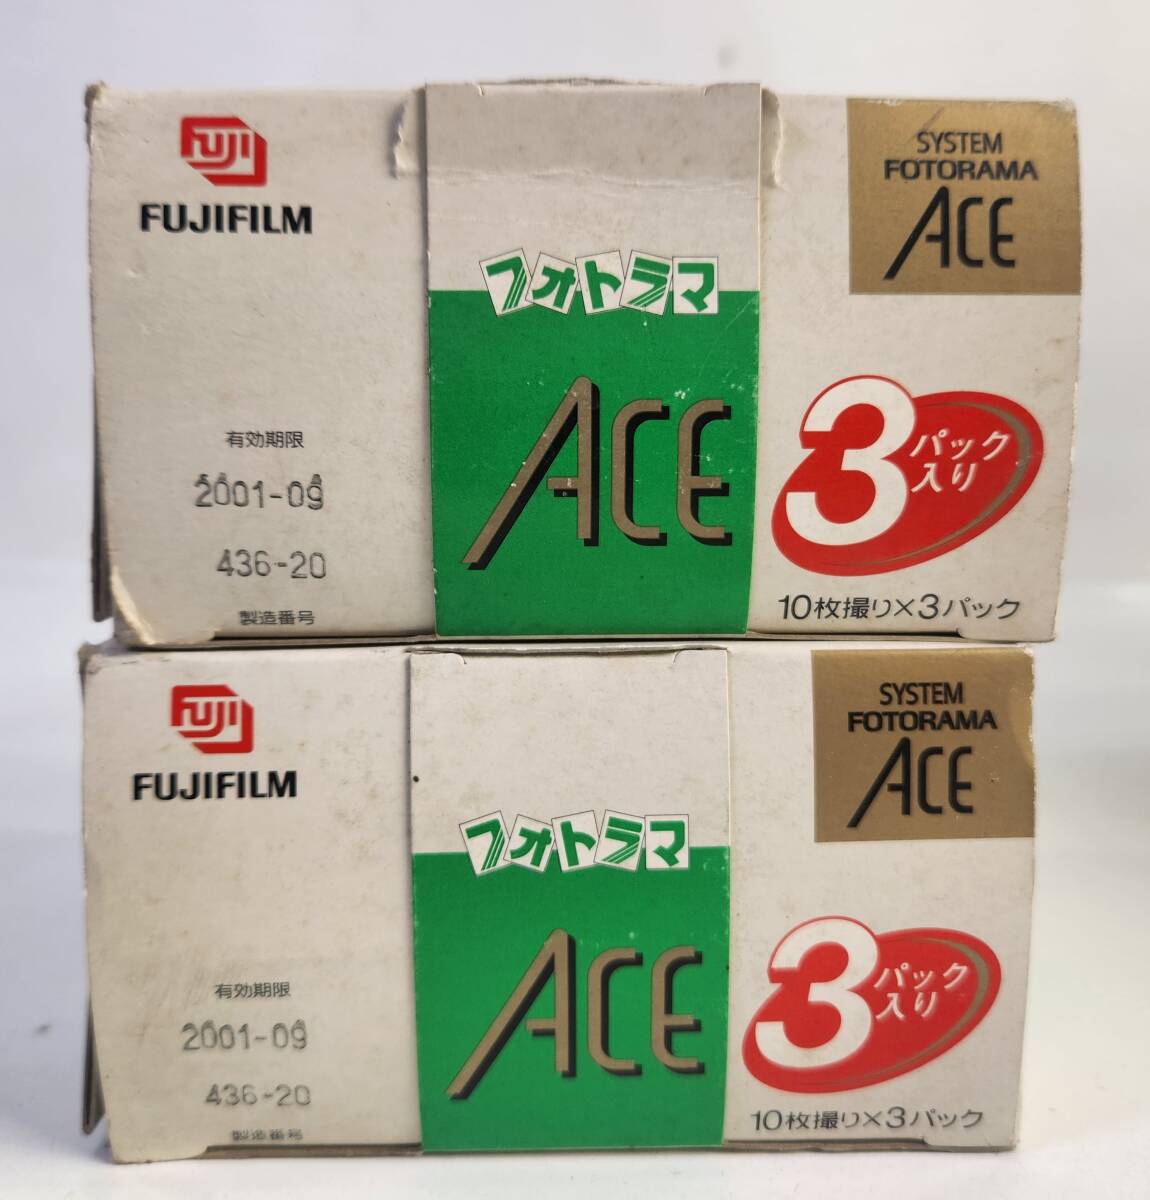 FUJI
FUJIFILM
有効期限
2001-09
436-20
製造番号
フォトラマ
ACE
SYSTEM
FOTORAMA
ACE
3パック
入り
10枚撮り×3パック
FUJI
FUJIFILM
有効期限
2001-09
436-20
製造番号
フォトラマ
ACE
SYSTEM
FOTORAMA
ACE
3パック
入り
10枚撮り×3パック